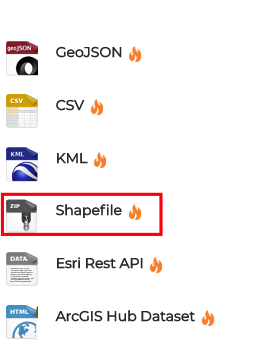 geoJSON
GeoJSON
CSV
CSV
KML
KML
ZIP
Shapefile
DATA
Esri Rest API
HTML
ArcGIS Hub Dataset